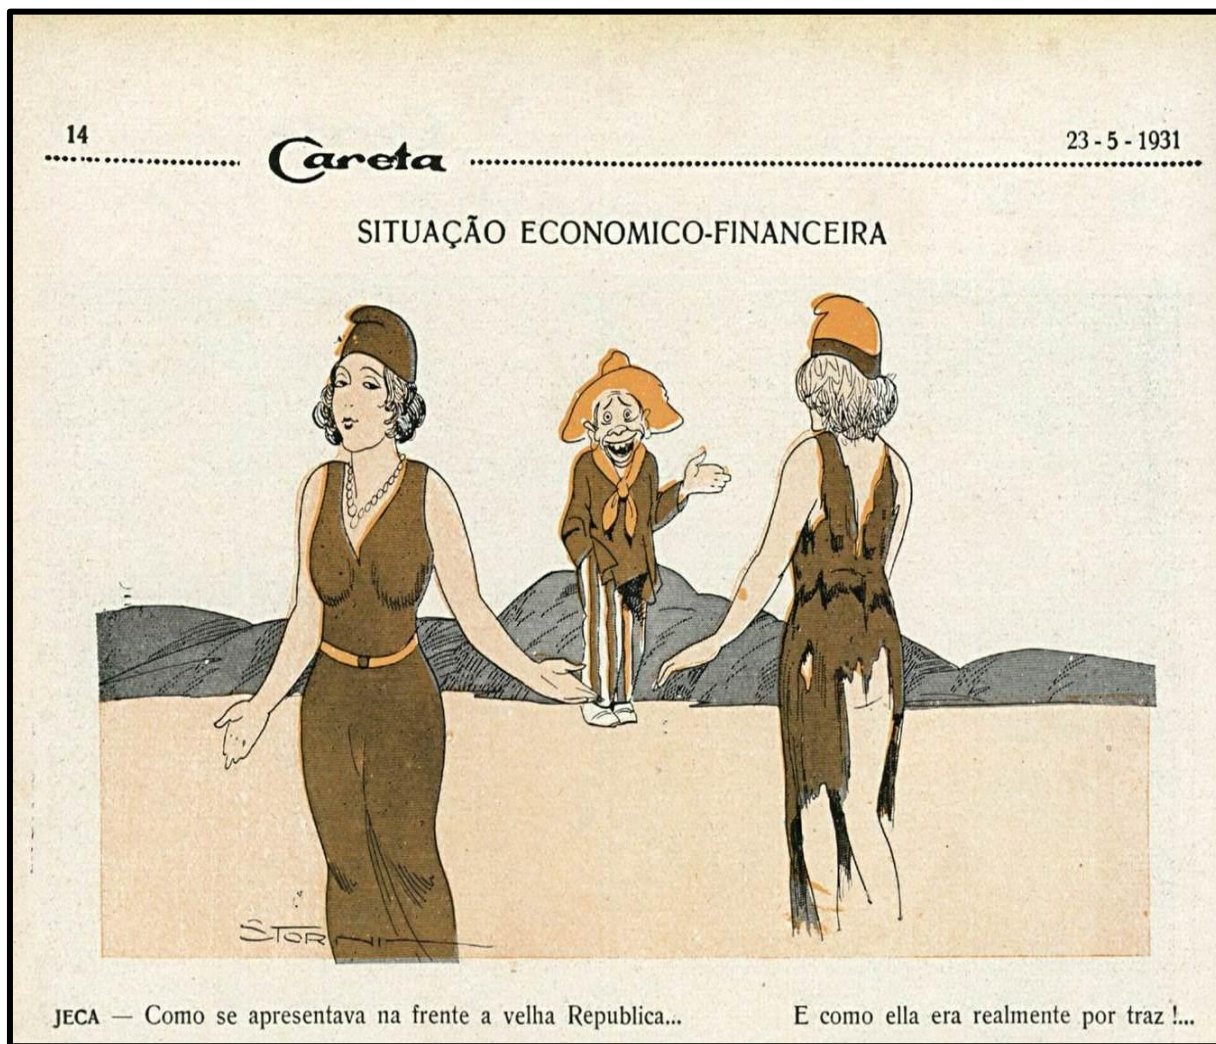 14
Careta
23-5-1931
SITUAÇÃO ECONOMICO-FINANCEIRA
STORNI
JECA — Como se apresentava na frente a velha Republica...
E como ella era realmente por traz !...